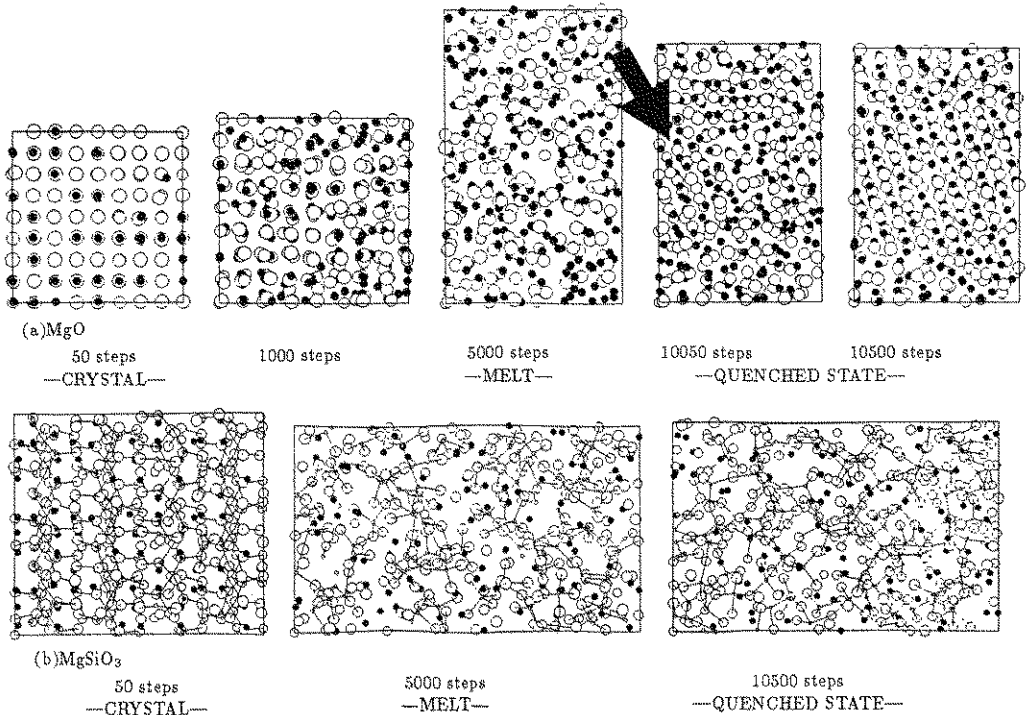 (a)MgO
50 steps
—CRYSTAL—
1000 steps
5000 steps
—MELT—
10050 steps
10500 steps
—QUENCHED STATE—
(b)MgSiO₃
50 steps
—CRYSTAL—
5000 steps
—MELT—
10500 steps
—QUENCHED STATE—